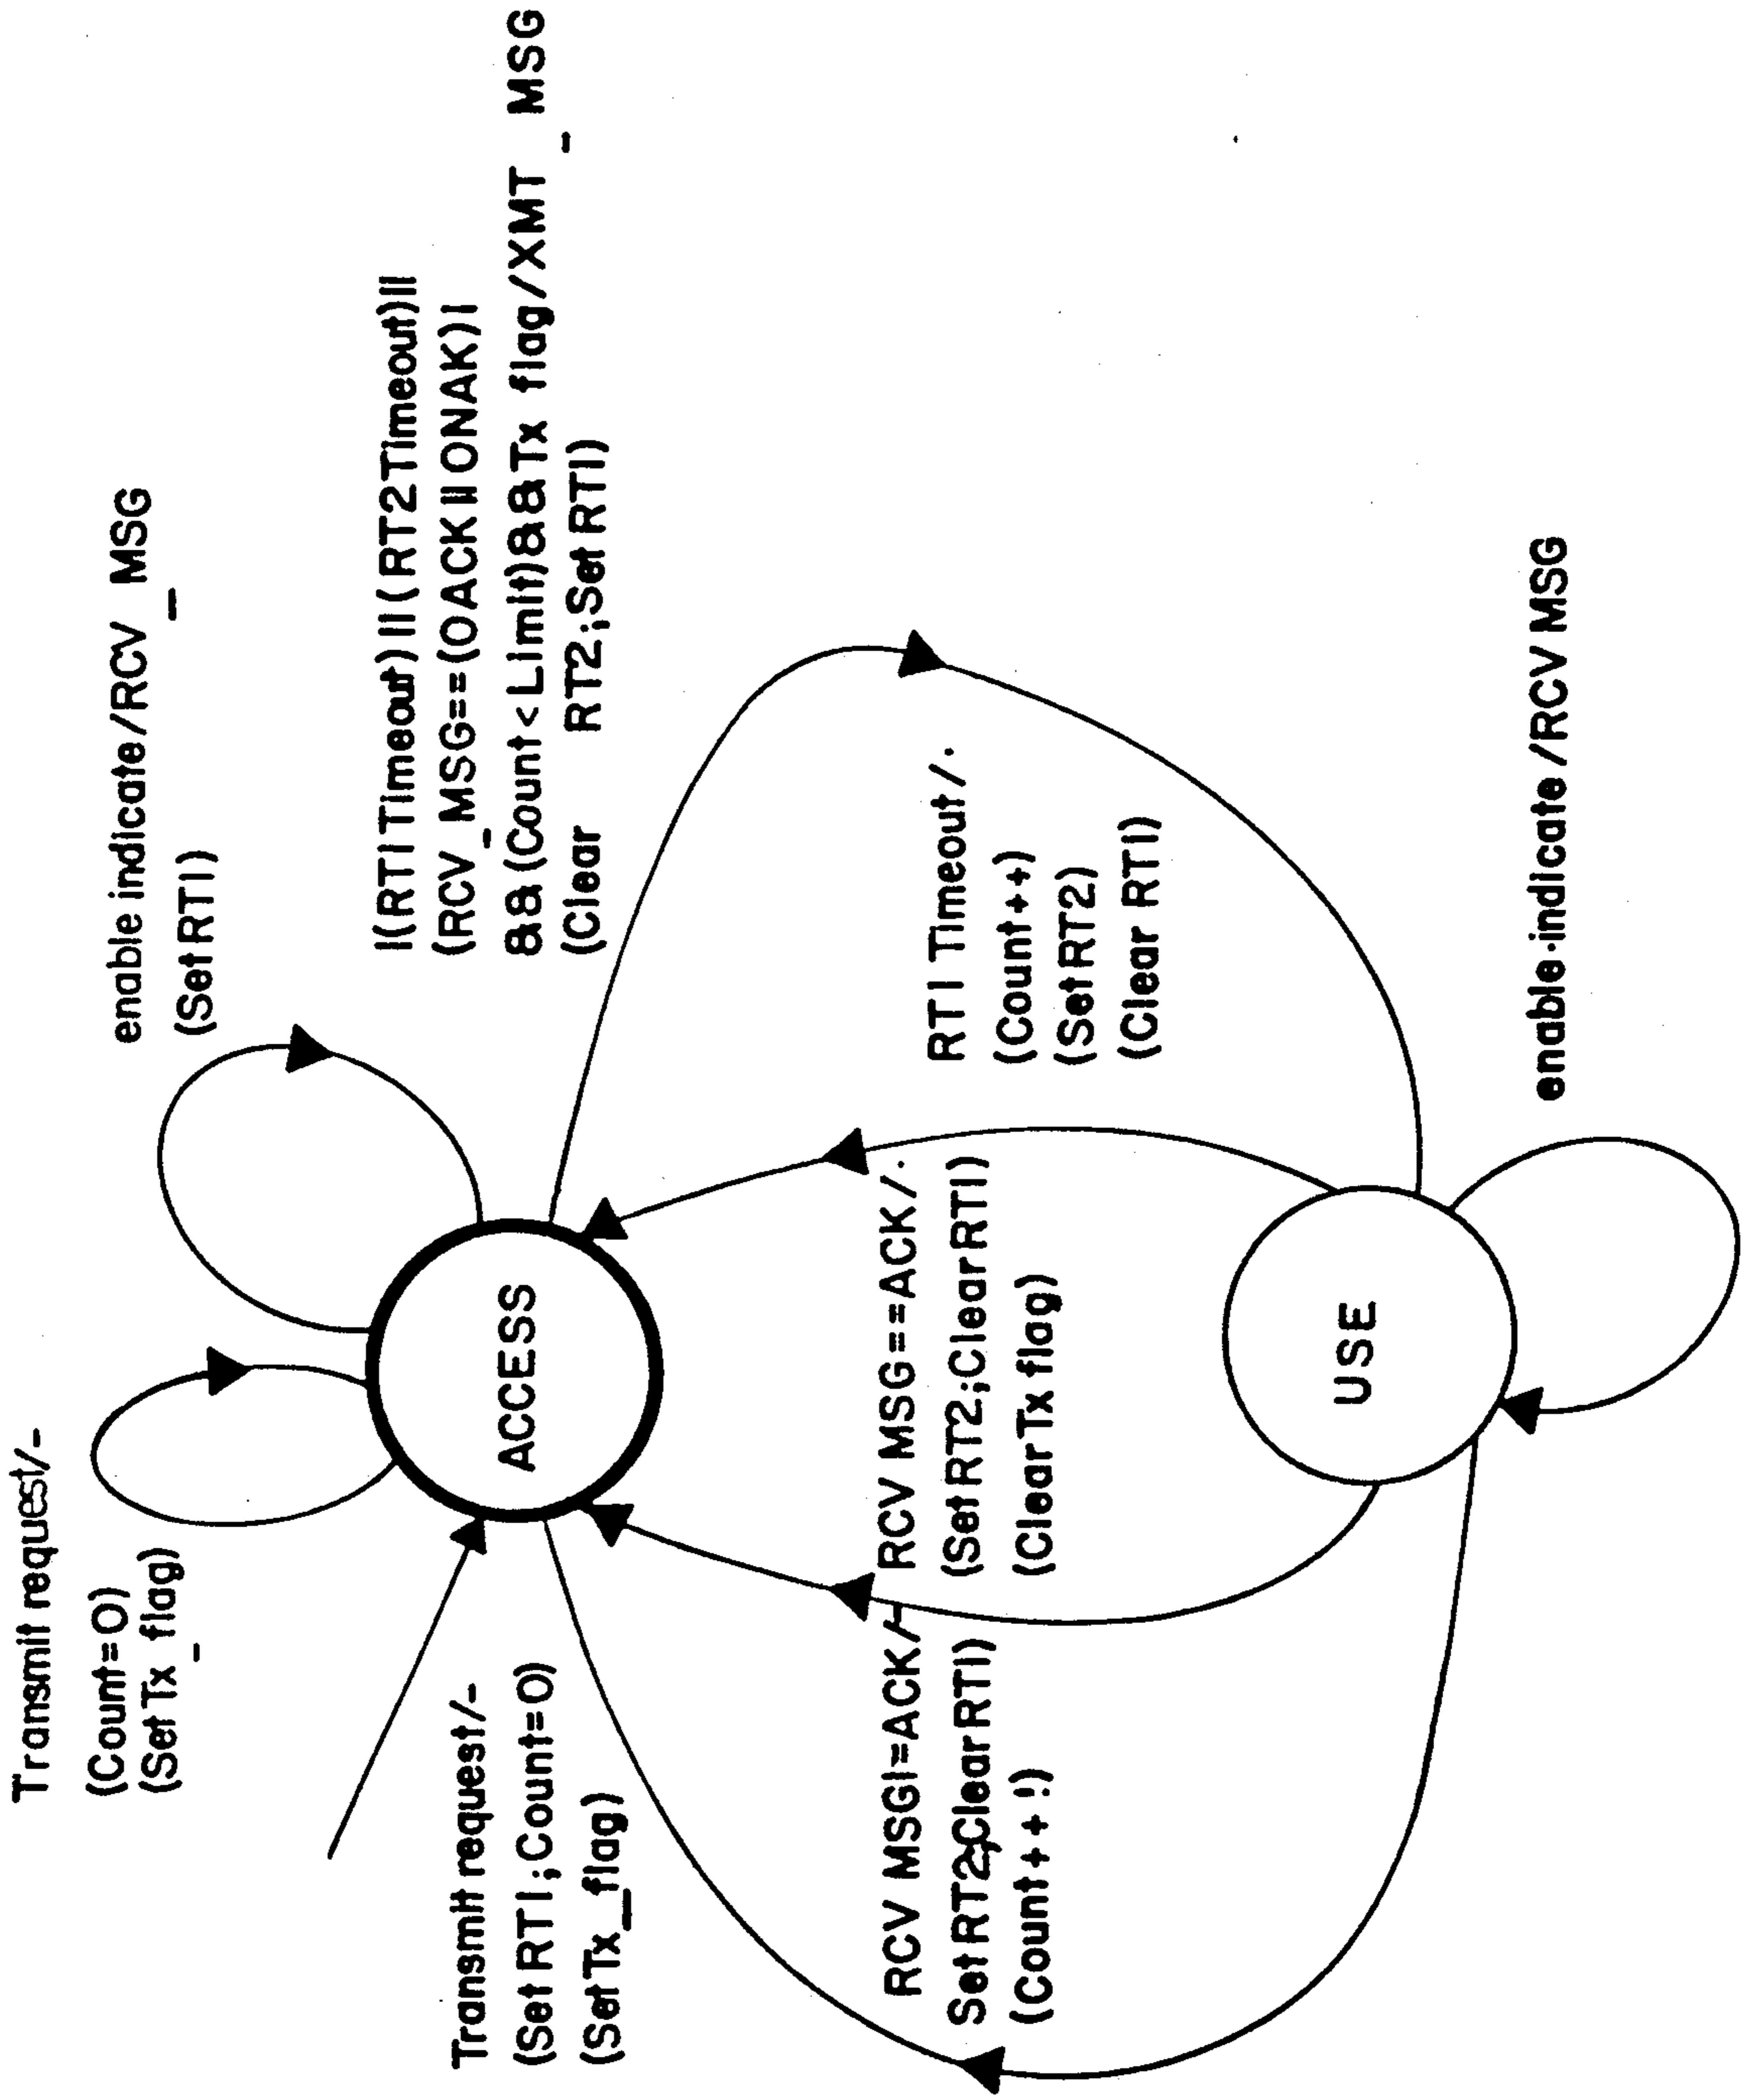 Transmit request/-
(Count=0)
(Set Tx_flag)
enable indicate/RCV_MSG
(Set RT1)
Transmit request/-
(Set RT1;Count=0)
(Set Tx_flag)
ACCESS
((RT1 Timeout)||(RT2 Timeout)||
(RCV_MSG==(OACK||ONAK))
&&(Count<Limit)&&Tx flag/XMT_MSG
(Clear RT2;Set RT1)
RCV MSG!=ACK/-
Set RT2;Clear RT1)
(Count++!)
RCV MSG==ACK/·
(Set RT2;Clear RT1)
(Clear Tx flag)
RT1 Timeout/·
(Count++)
(Set RT2)
(Clear RT1)
USE
enable·indicate/RCV MSG